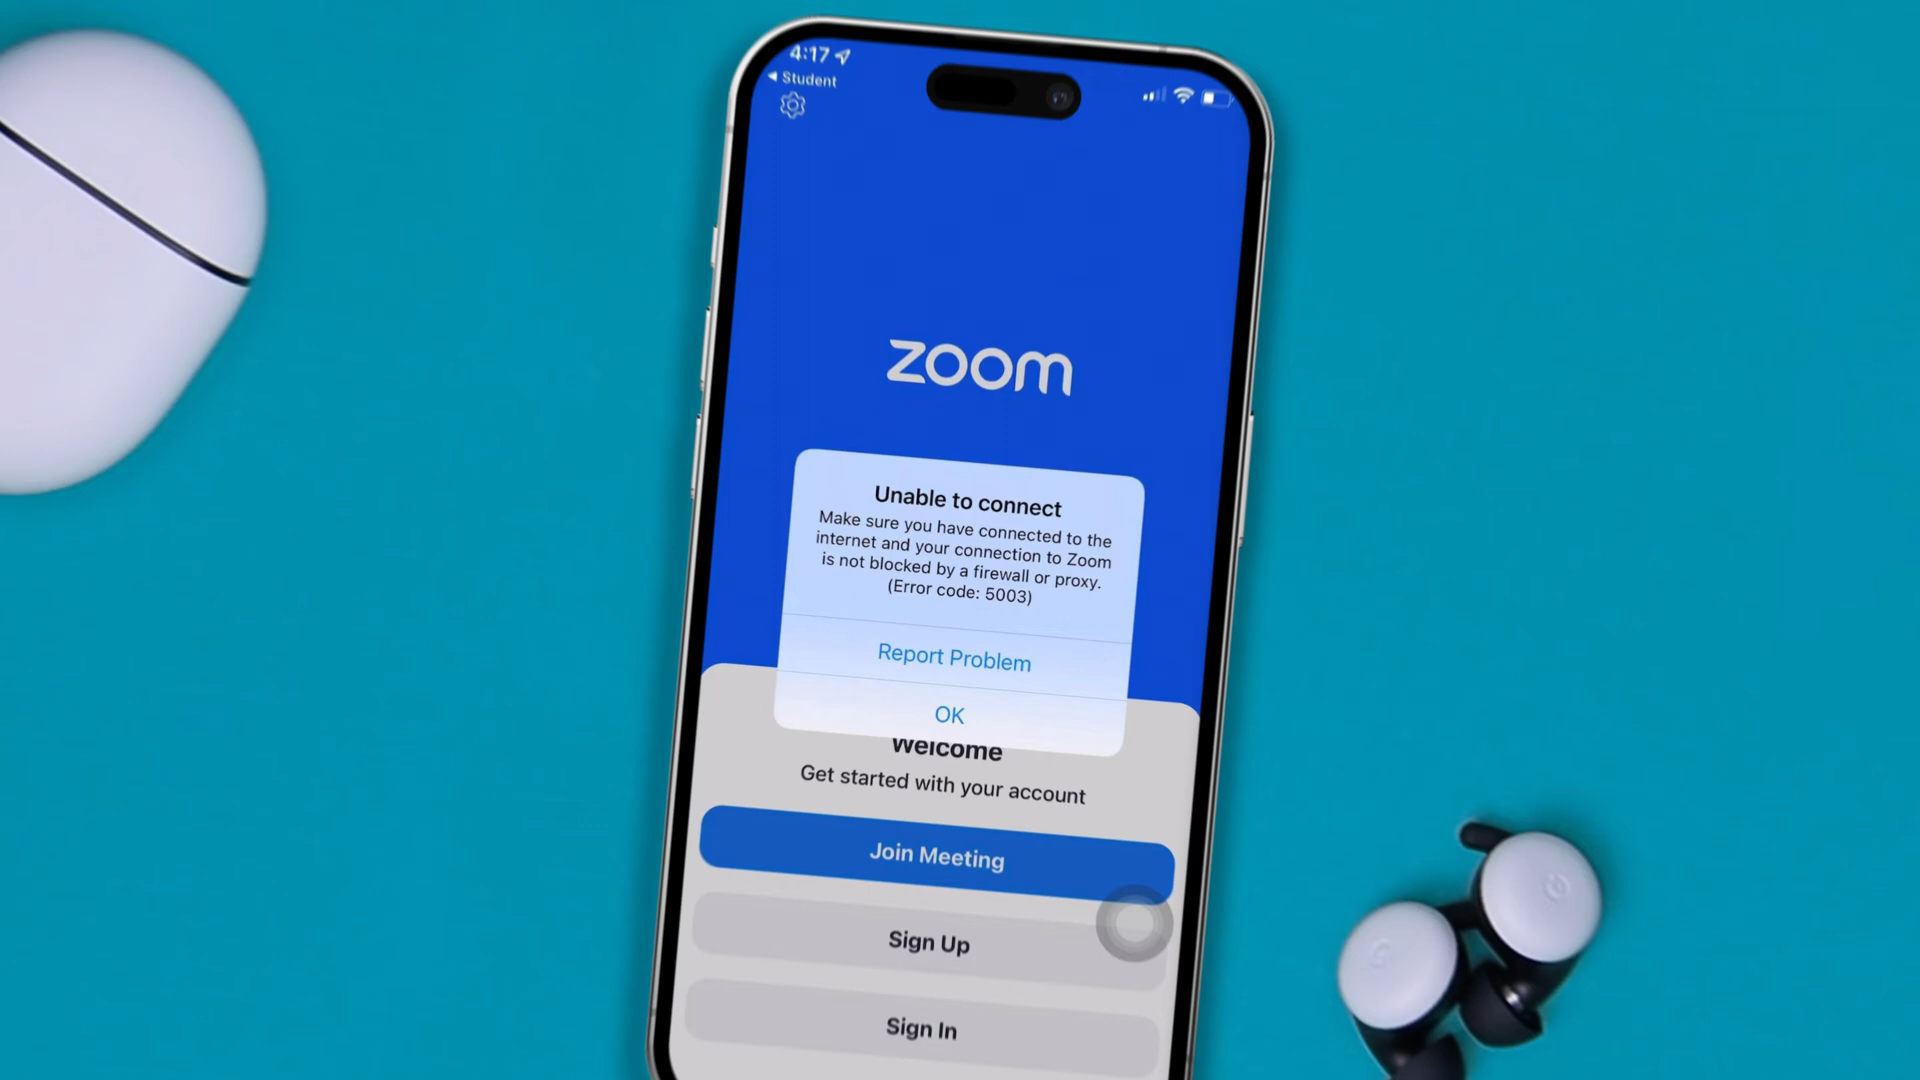 4:17
Student
zoom
Unable to connect
Make sure you have connected to the
internet and your connection to Zoom
is not blocked by a firewall or proxy.
(Error code: 5003)
Report Problem
OK
Welcome
Get started with your account
Join Meeting
Sign Up
Sign In